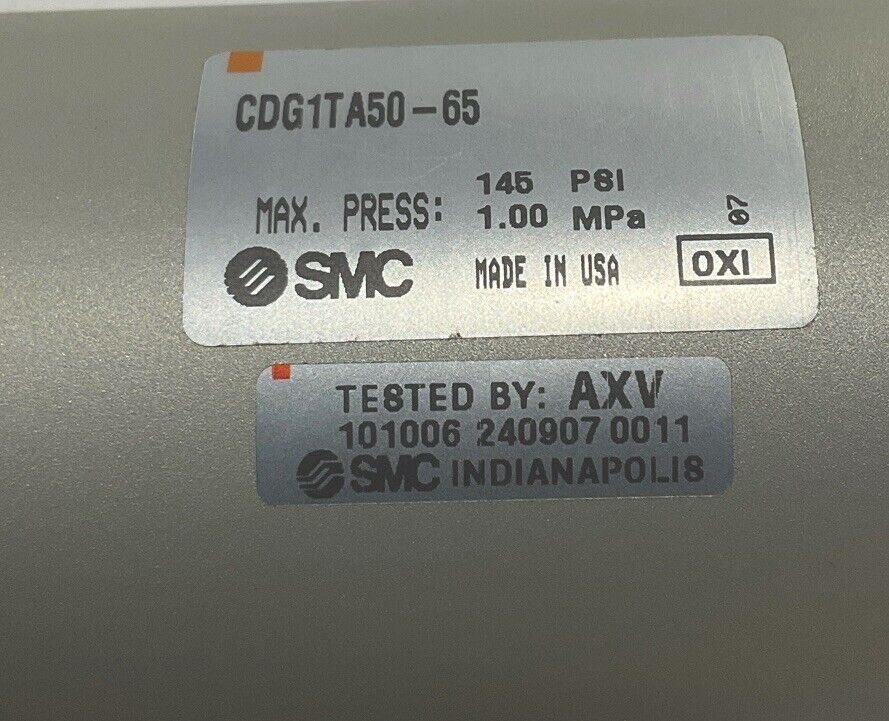 CDG1TA50-65
MAX. PRESS: 145 PSI
1.00 MPa
07
SMC MADE IN USA OXI
TESTED BY: AXV
101006 240907 0011
SMC INDIANAPOLIS